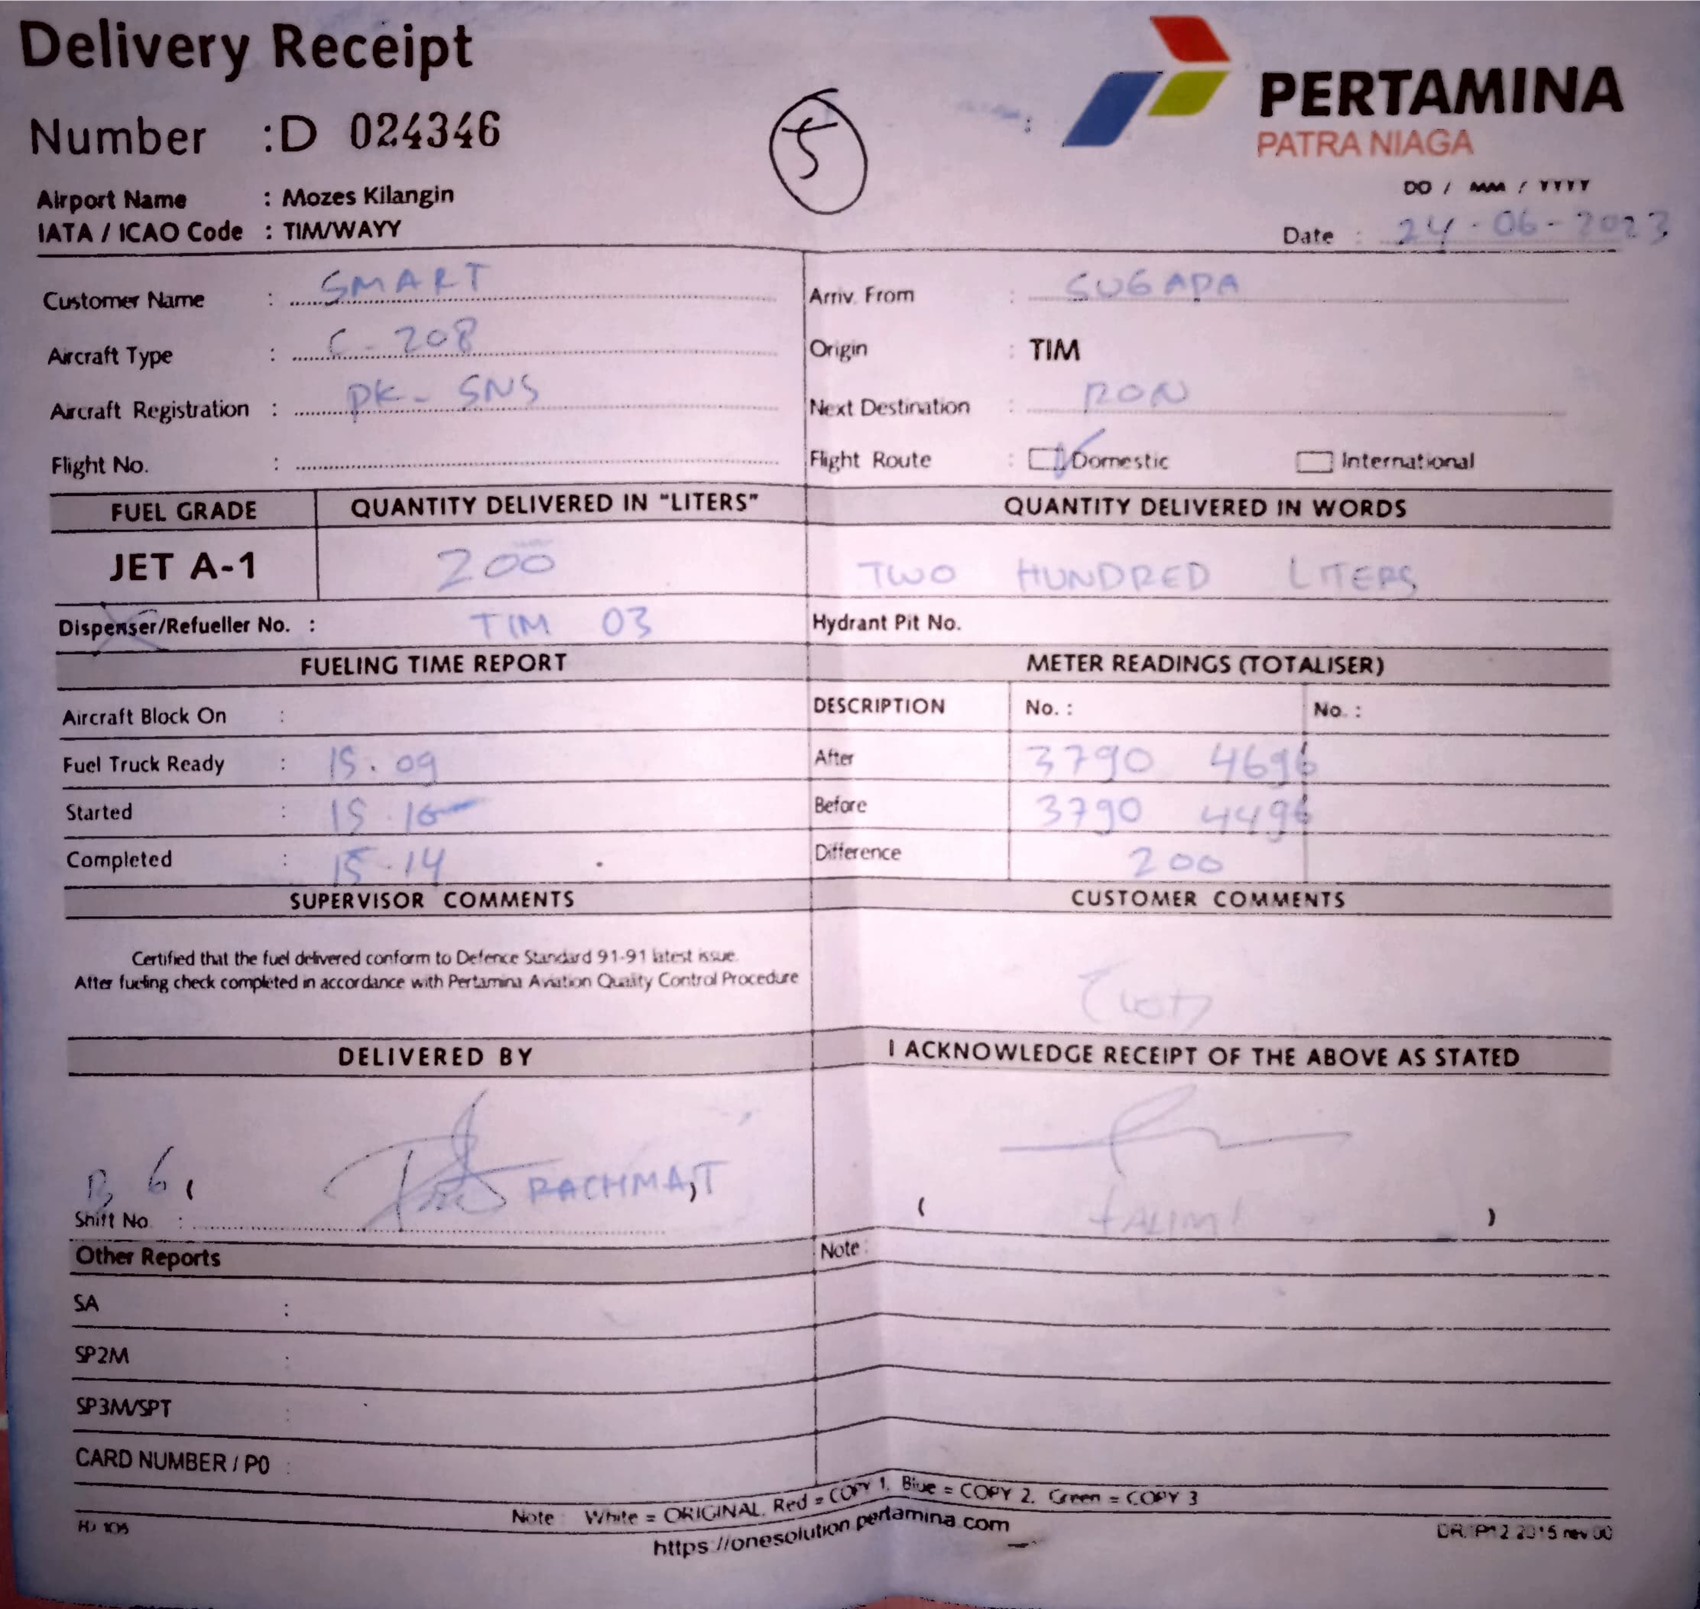 Delivery Receipt
PERTAMINA
PATRA NIAGA
Number :D 024346
5
Airport Name : Mozes Kilangin
DD / MM / YYYY
IATA / ICAO Code : TIM/WAYY
Date : 24-06-2023
Customer Name : SMART
Arriv. From : SUGAPA
Aircraft Type : C-208
Origin : TIM
Aircraft Registration : PK-SNS
Next Destination : RON
Flight No. :
Flight Route : Domestic International
FUEL GRADE QUANTITY DELIVERED IN "LITERS" QUANTITY DELIVERED IN WORDS
JET A-1 200 TWO HUNDRED LITERS
Dispenser/Refueller No. : TIM 03 Hydrant Pit No.
FUELING TIME REPORT METER READINGS (TOTALISER)
Aircraft Block On : DESCRIPTION No. : No. :
Fuel Truck Ready : 15.09 After 3790 4696
Started : Before 3790 4496
Completed : 15.14 Difference 200
SUPERVISOR COMMENTS CUSTOMER COMMENTS
Certified that the fuel delivered conform to Defence Standard 91-91 latest issue.
After fueling check completed in accordance with Pertamina Aviation Quality Control Procedure
DELIVERED BY I ACKNOWLEDGE RECEIPT OF THE ABOVE AS STATED
6 ( RACHMAT
Shift No : ( )
Other Reports Note :
SA :
SP2M :
SP3M/SPT :
CARD NUMBER / P0 :
Note : White = ORIGINAL, Red = COPY 1, Blue = COPY 2, Green = COPY 3
https://onesolution.pertamina.com